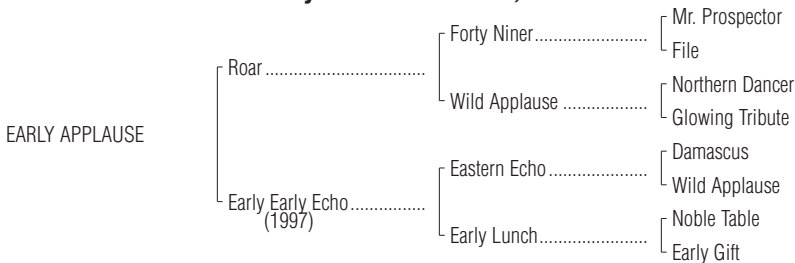 Mr. Prospector
Forty Niner
File
Roar
Northern Dancer
Wild Applause
Glowing Tribute
EARLY APPLAUSE
Damascus
Eastern Echo
Wild Applause
Early Early Echo
(1997)
Noble Table
Early Lunch
Early Gift